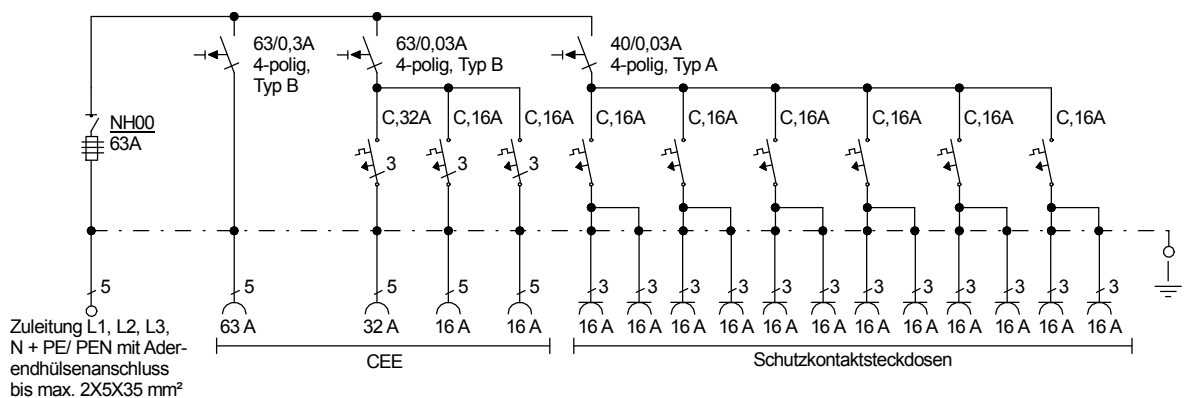 63/0,3A
4-polig,
Typ B
63/0,03A
4-polig, Typ B
40/0,03A
4-polig, Typ A
NH00
63A
C,32A
C,16A
C,16A
C,16A
C,16A
C,16A
C,16A
C,16A
C,16A
3
3
3
5
5
5
5
5
3
3
3
3
3
3
3
3
3
3
3
3
63 A
32 A
16 A
16 A
16 A
16 A
16 A
16 A
16 A
16 A
16 A
16 A
16 A
16 A
16 A
16 A
Zuleitung L1, L2, L3,
N + PE/ PEN mit Ader-
endhülsenanschluss
bis max. 2X5X35 mm²
CEE
Schutzkontaktsteckdosen